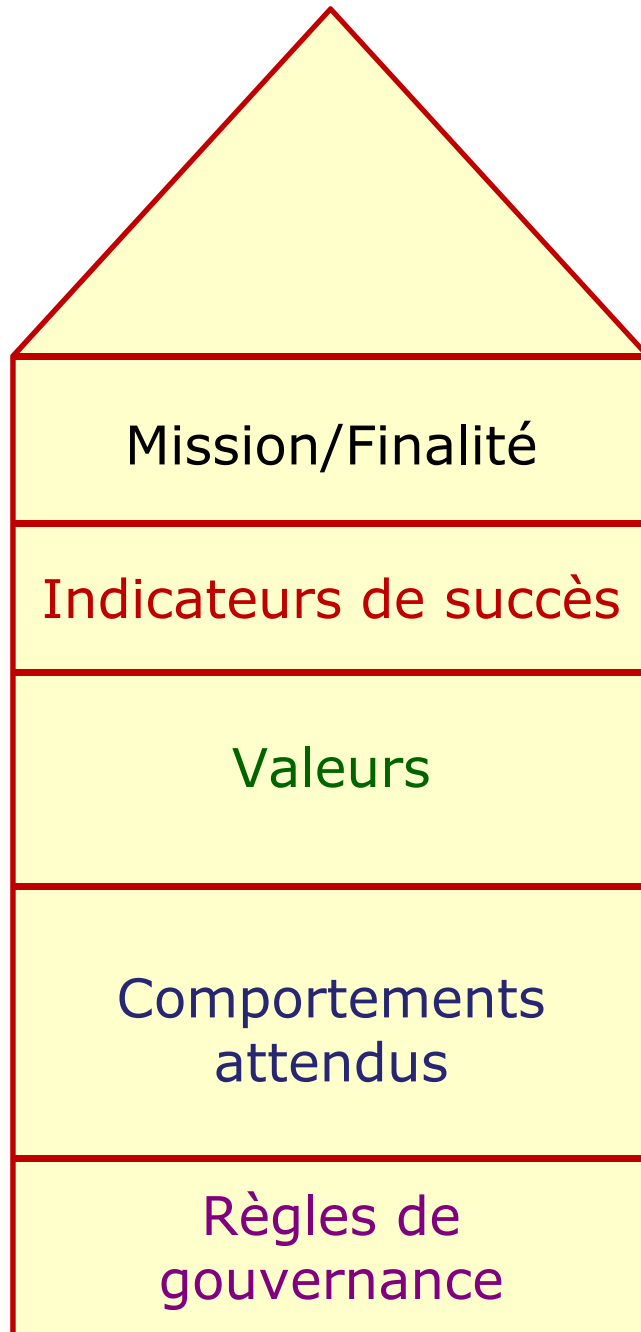 Mission/Finalité
Indicateurs de succès
Valeurs
Comportements
attendus
Règles de
gouvernance